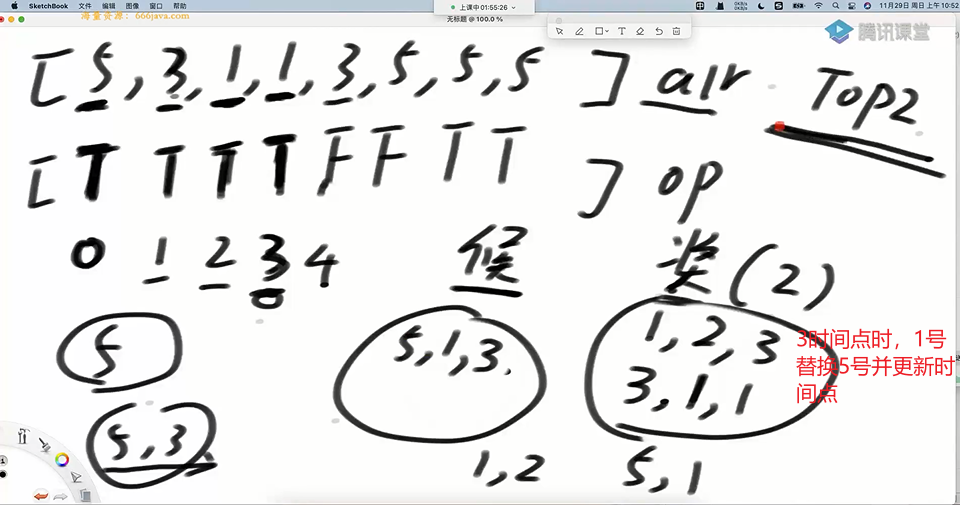 SketchBook 文件 编辑 图像 窗口 帮助
上课中 01:55:26
0KB/s
0KB/s
11月29日 周日 上午 10:52
海量资源：666java.com
无标题 @ 100.0 %
腾讯课堂
[5,3,1,1,3,5,5,5] arr Top2
[T T T T F F T T] op
0 1 2 3 4 候 奖(2)
5 5,1,3, 1,2,3
3,1,1
3时间点时，1号
替换5号并更新时
间点
5,3 1,2 5,1